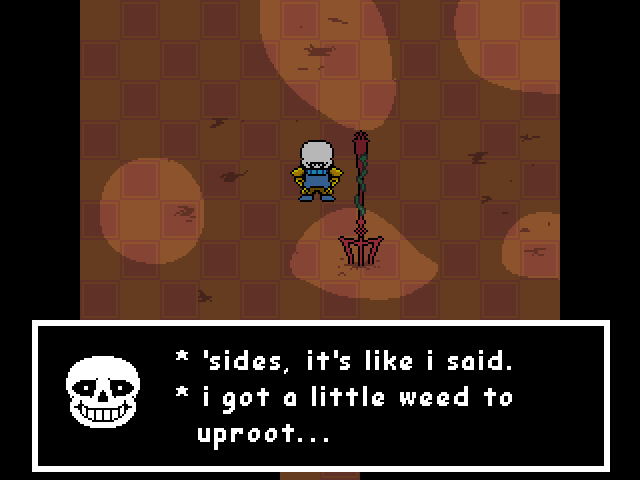 * 'sides, it's like i said.
* i got a little weed to
uproot...